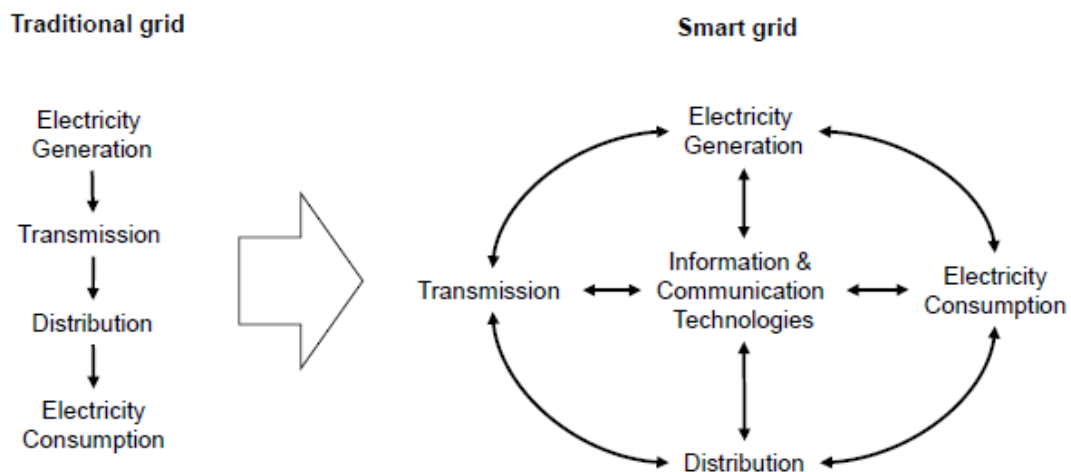 Traditional grid
Electricity
Generation
Transmission
Distribution
Electricity
Consumption
Smart grid
Electricity
Generation
Transmission
Information &
Communication
Technologies
Electricity
Consumption
Distribution